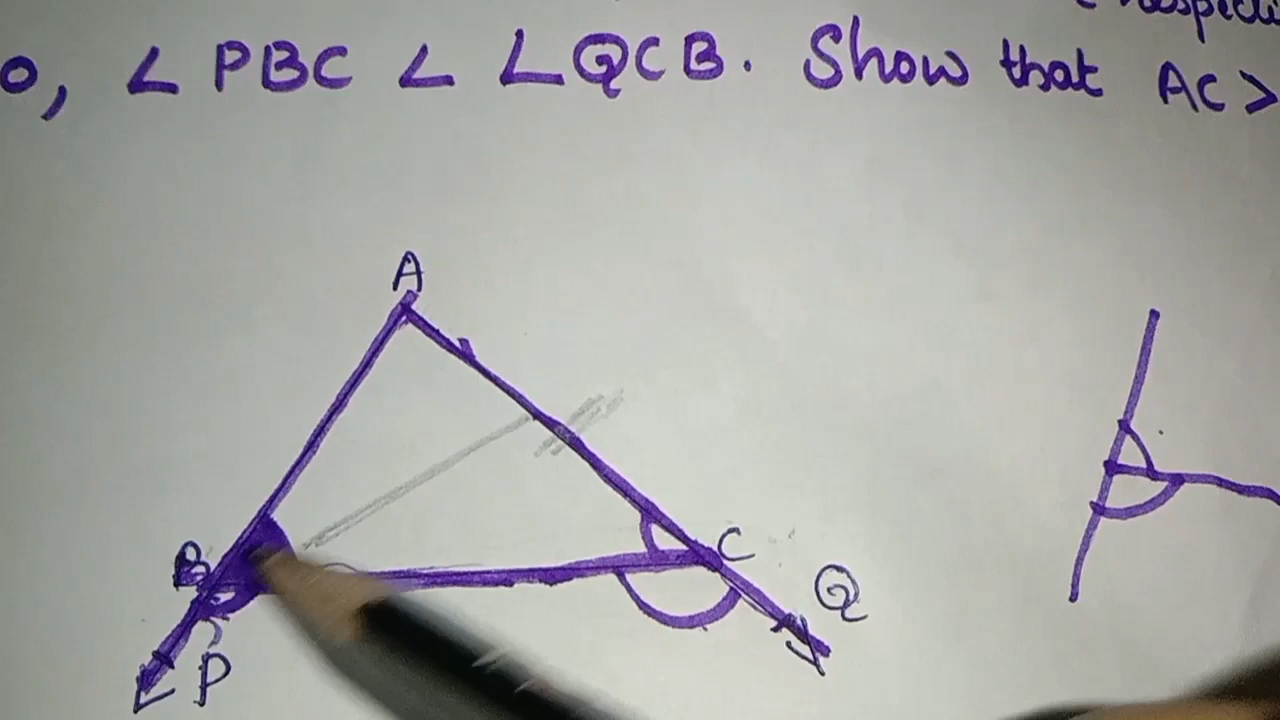 o, ∠ PBC < ∠QCB. Show that AC >
A
B
C
Q
P